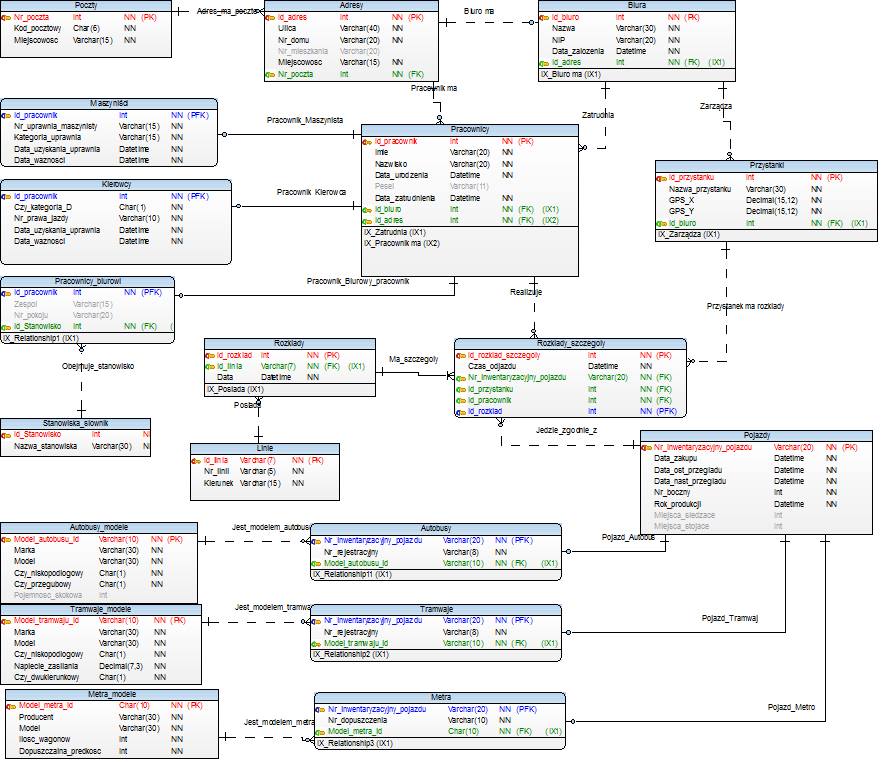 Poczty
Nr_poczta Int NN (PK)
Kod_pocztowy Char(6) NN
Miejscowosc Varchar(15) NN
Adres_ma_poczte
Adresy
Id_adres Int NN (PK)
Ulica Varchar(40) NN
Nr_domu Varchar(20) NN
Nr_mieszkania Varchar(20)
Miejscowosc Varchar(15) NN
Nr_poczta Int NN (FK)
Biuro ma
Biura
Id_biuro Int NN (PK)
Nazwa Varchar(30) NN
NIP Varchar(20) NN
Data_zalozenia Datetime NN
Id_adres Int NN (FK) (IX1)
IX_Biuro ma (IX1)
Pracownik ma
Zatrudnia
Zarządza
Maszyniści
Id_pracownik Int NN (PFK)
Nr_uprawnia_maszynisty Varchar(15) NN
Kategoria_uprawnia Varchar(15) NN
Data_uzyskania_uprawnia Datetime NN
Data_waznosci Datetime NN
Pracownik_Maszynista
Pracownicy
Id_pracownik Int NN (PK)
Imie Varchar(20) NN
Nazwisko Varchar(20) NN
Data_urodzenia Datetime NN
Pesel Varchar(11)
Data_zatrudnienia Datetime NN
Id_biuro Int NN (FK) (IX1)
Id_adres Int NN (FK) (IX2)
IX_Zatrudnia (IX1)
IX_Pracownik ma (IX2)
Przystanki
Id_przystanku Int NN (PK)
Nazwa_przystanku Varchar(30) NN
GPS_X Decimal(15,12) NN
GPS_Y Decimal(15,12) NN
Id_biuro Int NN (FK) (IX1)
IX_Zarządza (IX1)
Kierowcy
Id_pracownik Int NN (PFK)
Czy_kategoria_D Char(1) NN
Nr_prawa_jazdy Varchar(10) NN
Data_uzyskania_uprawnia Datetime NN
Data_waznosci Datetime NN
Pracownik_Kierowca
Pracownicy_biurowi
Id_pracownik Int NN (PFK)
Zespol Varchar(15)
Nr_pokoju Varchar(20)
Id_Stanowisko Int NN (FK) (
IX_Relationship1 (IX1)
Pracownik_Biurowy_pracownik
Realizuje
Przystanek ma rozklady
Obejmuje_stanowisko
Rozklady
Id_rozklad Int NN (PK)
Id_linia Varchar(7) NN (FK) (IX1)
Data Datetime NN
IX_Posiada (IX1)
Ma_szczegoly
Rozklady_szczegoly
Id_rozklad_szczegoly Int NN (PK)
Czas_odjazdu Datetime NN
Nr_inwentaryzacyjny_pojazdu Varchar(20) NN (FK)
Id_przystanku Int NN (FK)
Id_pracownik Int NN (FK)
Id_rozklad Int NN (PFK)
Posiada
Stanowiska_slownik
Id_Stanowisko Int N
Nazwa_stanowiska Varchar(30) N
Linie
Id_linia Varchar(7) NN (PK)
Nr_linii Varchar(5) NN
Kierunek Varchar(15) NN
Jedzie_zgodnie_z
Pojazdy
Nr_inwentaryzacyjny_pojazdu Varchar(20) NN (PK)
Data_zakupu Datetime NN
Data_ost_przegladu Datetime NN
Data_nast_przegladu Datetime NN
Nr_boczny Int NN
Rok_produkcji Datetime NN
Miejsca_siedzace Int
Miejsca_stojace Int
Autobusy_modele
Model_autobusu_id Varchar(10) NN (PK)
Marka Varchar(30) NN
Model Varchar(30) NN
Czy_niskopodlogowy Char(1) NN
Czy_przegubowy Char(1) NN
Pojemnosc_skokowa Int
Jest_modelem_autobus
Autobusy
Nr_inwentaryzacyjny_pojazdu Varchar(20) NN (PFK)
Nr_rejestracyjny Varchar(8) NN
Model_autobusu_id Varchar(10) NN (FK) (IX1)
IX_Relationship11 (IX1)
Pojazd_Autobus
Tramwaje_modele
Model_tramwaju_id Varchar(10) NN (PK)
Marka Varchar(30) NN
Model Varchar(30) NN
Czy_niskopodlogowy Char(1) NN
Napiecie_zasilania Decimal(7,3) NN
Czy_dwukierunkowy Char(1) NN
Jest_modelem_tramwa
Tramwaje
Nr_inwentaryzacyjny_pojazdu Varchar(20) NN (PFK)
Nr_rejestracyjny Varchar(8) NN
Model_tramwaju_id Varchar(10) NN (FK) (IX1)
IX_Relationship2 (IX1)
Pojazd_Tramwaj
Metra_modele
Model_metra_id Char(10) NN (PK)
Producent Varchar(30) NN
Model Varchar(30) NN
Ilosc_wagonow Int NN
Dopuszczalna_predkosc Int NN
Jest_modelem_metra
Metra
Nr_inwentaryzacyjny_pojazdu Varchar(20) NN (PFK)
Nr_dopuszczenia Varchar(10) NN
Model_metra_id Char(10) NN (FK) (IX1)
IX_Relationship3 (IX1)
Pojazd_Metro